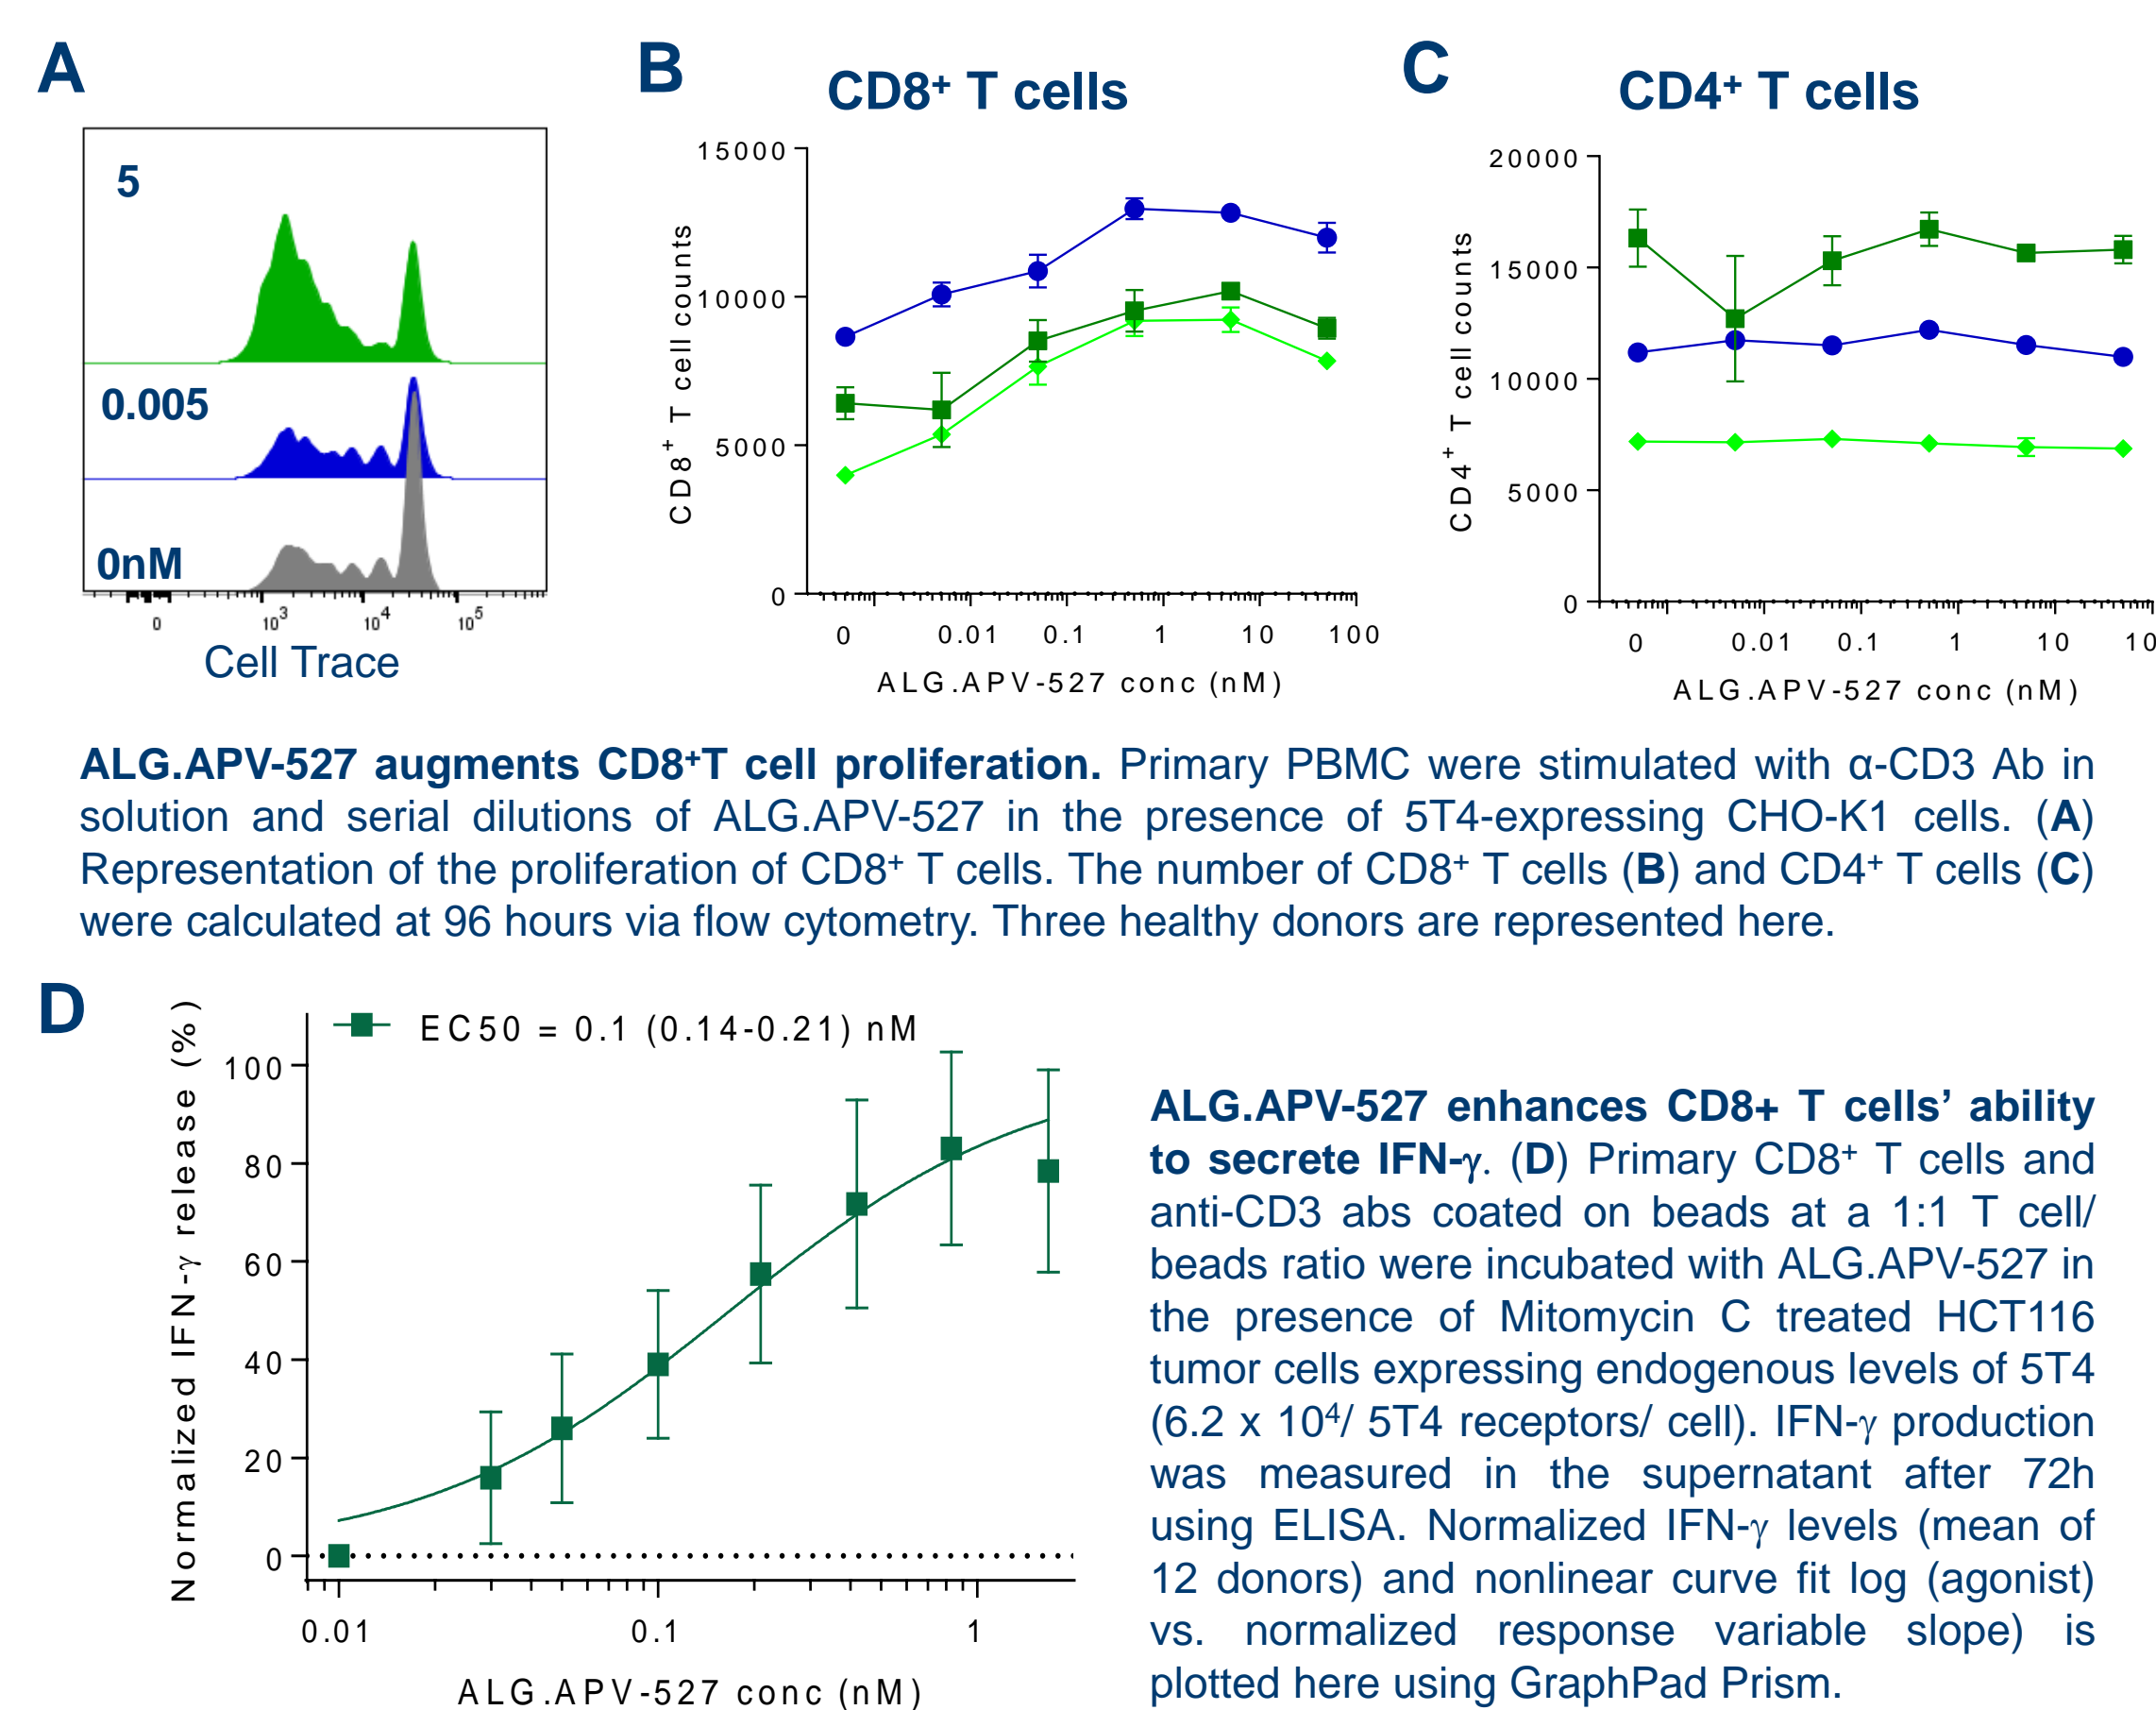 A
5
0.005
0nM
0 10³ 10⁴ 10⁵
Cell Trace
B
CD8⁺ T cells
CD8⁺ T cell counts
15000
10000
5000
0
0 0.01 0.1 1 10 100
ALG.APV-527 conc (nM)
C
CD4⁺ T cells
CD4⁺ T cell counts
20000
15000
10000
5000
0
0 0.01 0.1 1 10 10
ALG.APV-527 conc (nM)
ALG.APV-527 augments CD8⁺T cell proliferation. Primary PBMC were stimulated with α-CD3 Ab in
solution and serial dilutions of ALG.APV-527 in the presence of 5T4-expressing CHO-K1 cells. (A)
Representation of the proliferation of CD8⁺ T cells. The number of CD8⁺ T cells (B) and CD4⁺ T cells (C)
were calculated at 96 hours via flow cytometry. Three healthy donors are represented here.
D
EC50 = 0.1 (0.14-0.21) nM
Normalized IFN-γ release (%)
100
80
60
40
20
0
0.01 0.1 1
ALG.APV-527 conc (nM)
ALG.APV-527 enhances CD8+ T cells’ ability
to secrete IFN-γ. (D) Primary CD8⁺ T cells and
anti-CD3 abs coated on beads at a 1:1 T cell/
beads ratio were incubated with ALG.APV-527 in
the presence of Mitomycin C treated HCT116
tumor cells expressing endogenous levels of 5T4
(6.2 x 10⁴/ 5T4 receptors/ cell). IFN-γ production
was measured in the supernatant after 72h
using ELISA. Normalized IFN-γ levels (mean of
12 donors) and nonlinear curve fit log (agonist)
vs. normalized response variable slope) is
plotted here using GraphPad Prism.